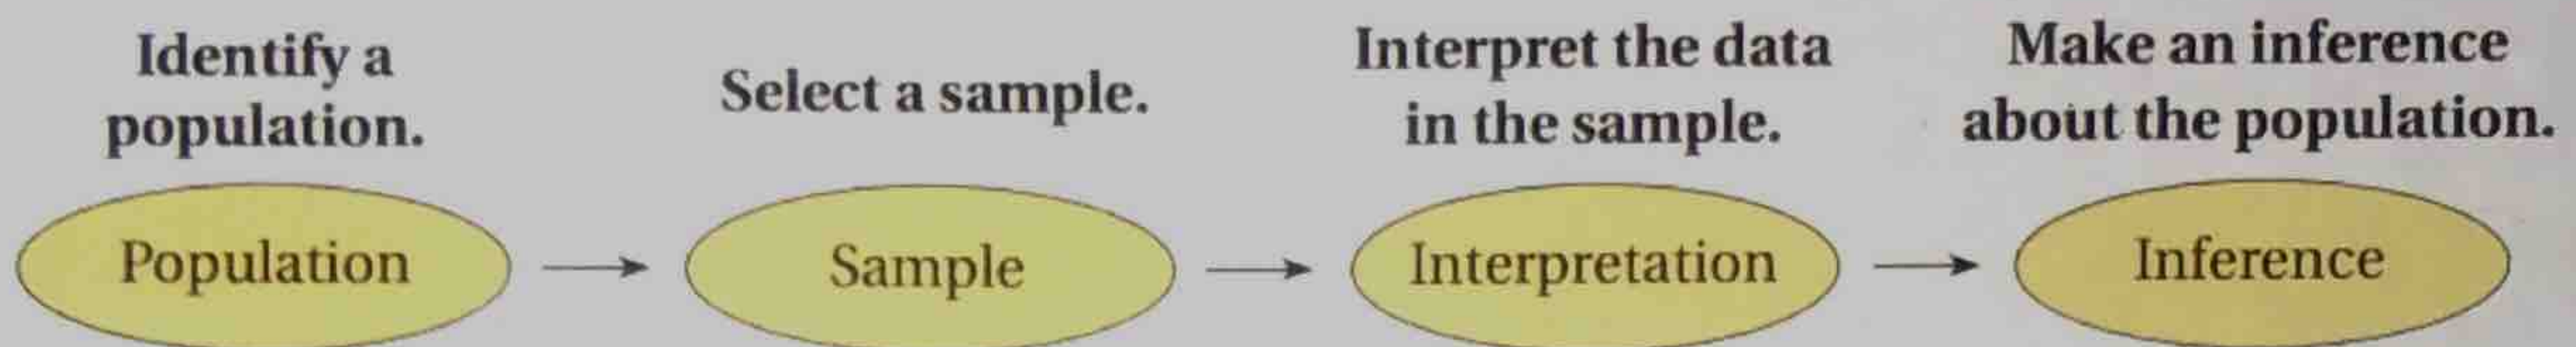 Identify a
population.
Select a sample.
Interpret the data
in the sample.
Make an inference
about the population.
Population
Sample
Interpretation
Inference